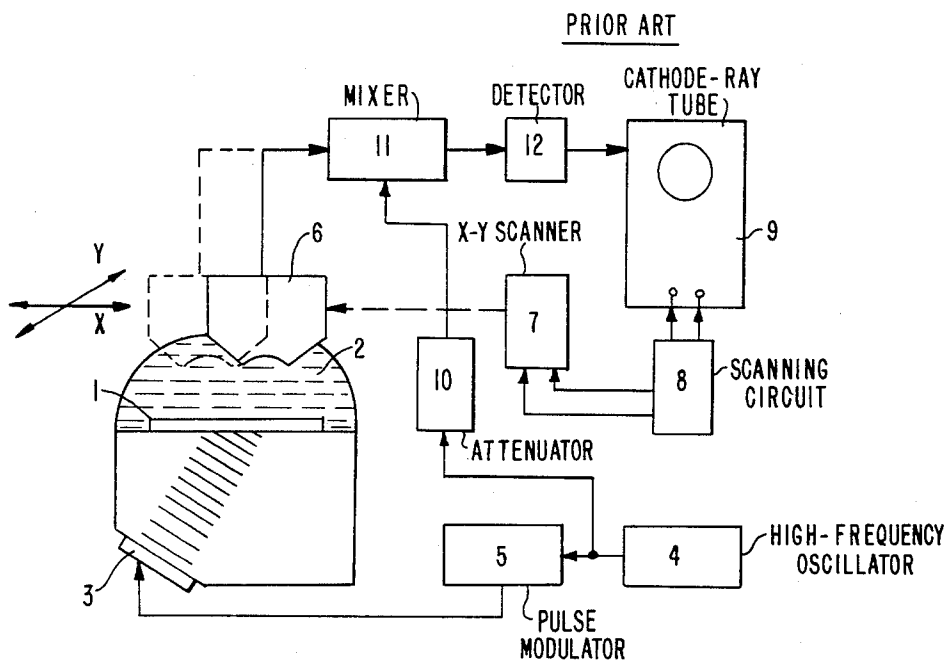 PRIOR ART
CATHODE-RAY
TUBE
MIXER
DETECTOR
11
12
9
6
X-Y SCANNER
Y
X
7
2
8
SCANNING
CIRCUIT
1
10
ATTENUATOR
5
4
HIGH-FREQUENCY
OSCILLATOR
3
PULSE
MODULATOR